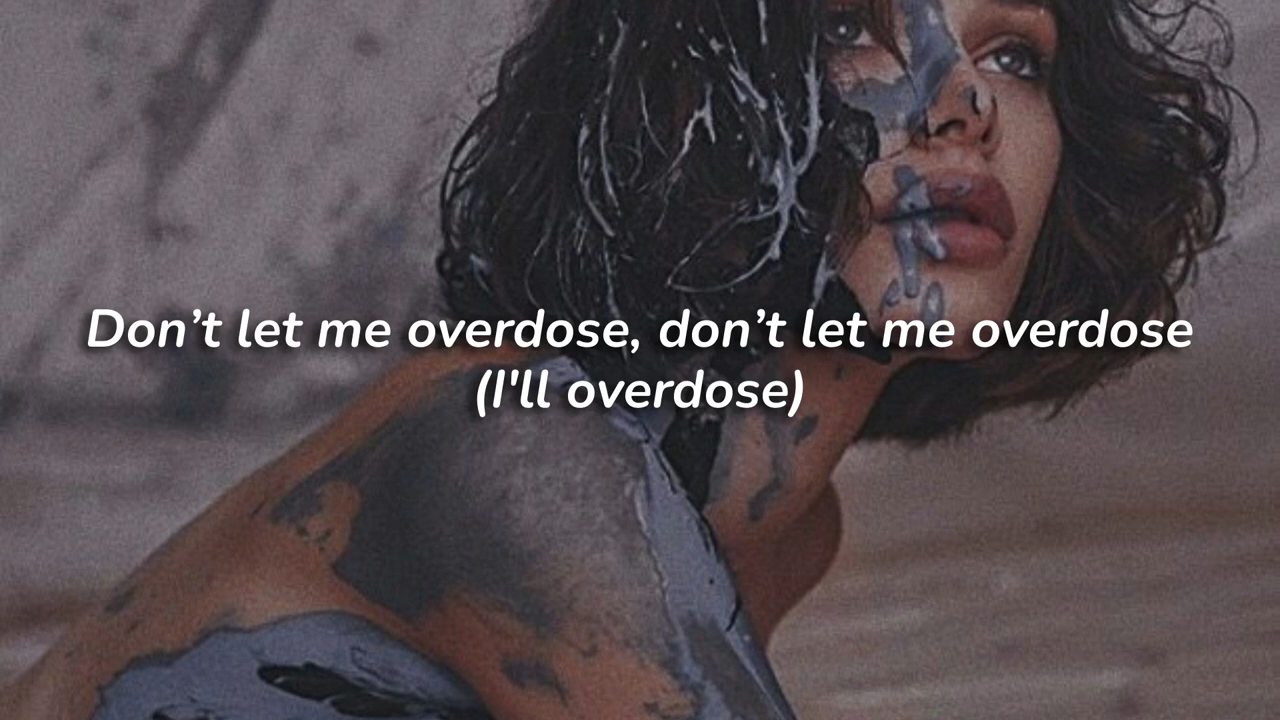 Don’t let me overdose, don’t let me overdose
(I'll overdose)